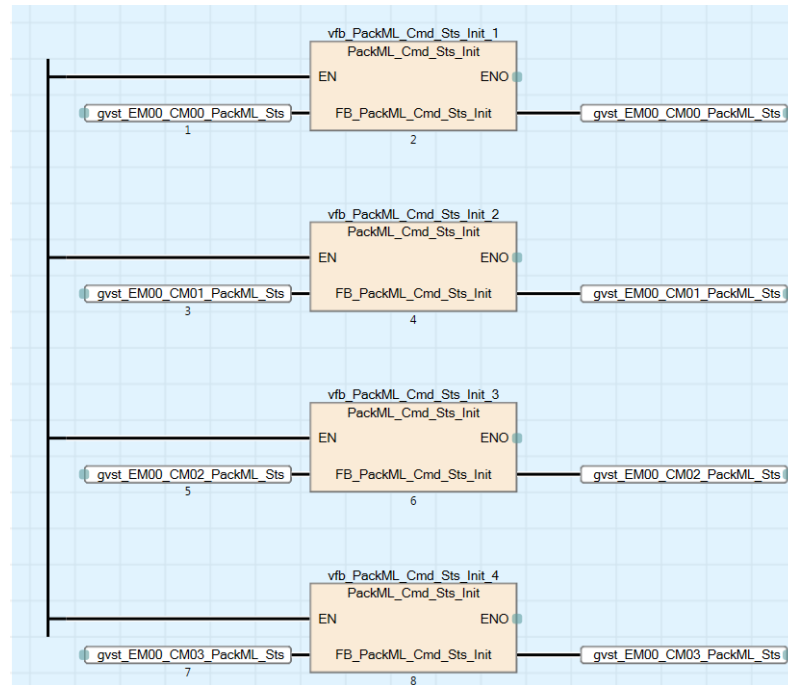 vfb_PackML_Cmd_Sts_Init_1
PackML_Cmd_Sts_Init
EN ENO
gvst_EM00_CM00_PackML_Sts FB_PackML_Cmd_Sts_Init gvst_EM00_CM00_PackML_Sts
1 2
vfb_PackML_Cmd_Sts_Init_2
PackML_Cmd_Sts_Init
EN ENO
gvst_EM00_CM01_PackML_Sts FB_PackML_Cmd_Sts_Init gvst_EM00_CM01_PackML_Sts
3 4
vfb_PackML_Cmd_Sts_Init_3
PackML_Cmd_Sts_Init
EN ENO
gvst_EM00_CM02_PackML_Sts FB_PackML_Cmd_Sts_Init gvst_EM00_CM02_PackML_Sts
5 6
vfb_PackML_Cmd_Sts_Init_4
PackML_Cmd_Sts_Init
EN ENO
gvst_EM00_CM03_PackML_Sts FB_PackML_Cmd_Sts_Init gvst_EM00_CM03_PackML_Sts
7 8